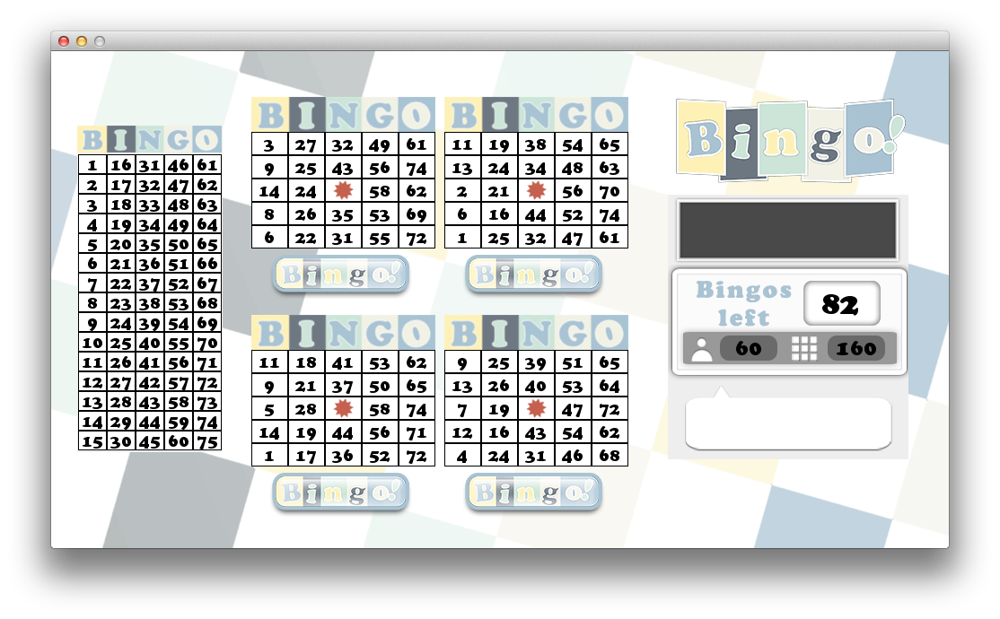 BINGO
1 16 31 46 61
2 17 32 47 62
3 18 33 48 63
4 19 34 49 64
5 20 35 50 65
6 21 36 51 66
7 22 37 52 67
8 23 38 53 68
9 24 39 54 69
10 25 40 55 70
11 26 41 56 71
12 27 42 57 72
13 28 43 58 73
14 29 44 59 74
15 30 45 60 75
BINGO
3 27 32 49 61
9 25 43 56 74
14 24 58 62
8 26 35 53 69
6 22 31 55 72
Bingo!
BINGO
11 19 38 54 65
13 24 34 48 63
2 21 56 70
6 16 44 52 74
1 25 32 47 61
Bingo!
BINGO
11 18 41 53 62
9 21 37 50 65
5 28 58 74
14 19 44 56 71
1 17 36 52 72
Bingo!
BINGO
9 25 39 51 65
13 26 40 53 64
7 19 47 72
12 16 43 54 62
4 24 31 46 68
Bingo!
Bingo!
Bingos
left
82
60 160